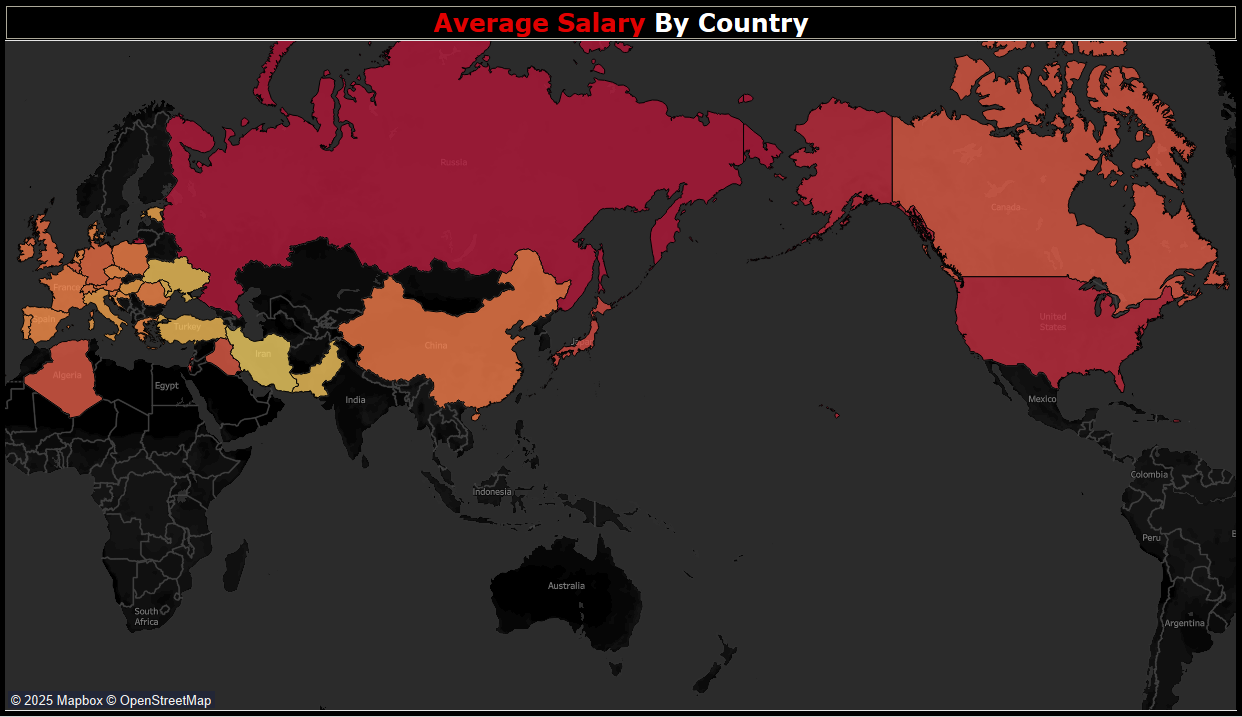 Average Salary By Country
Russia
Canada
France
United
States
Spain
Turkey
China
Iran
Algeria
Egypt
India
Mexico
Colombia
Indonesia
Peru
Australia
South
Africa
Argentina
© 2025 Mapbox © OpenStreetMap